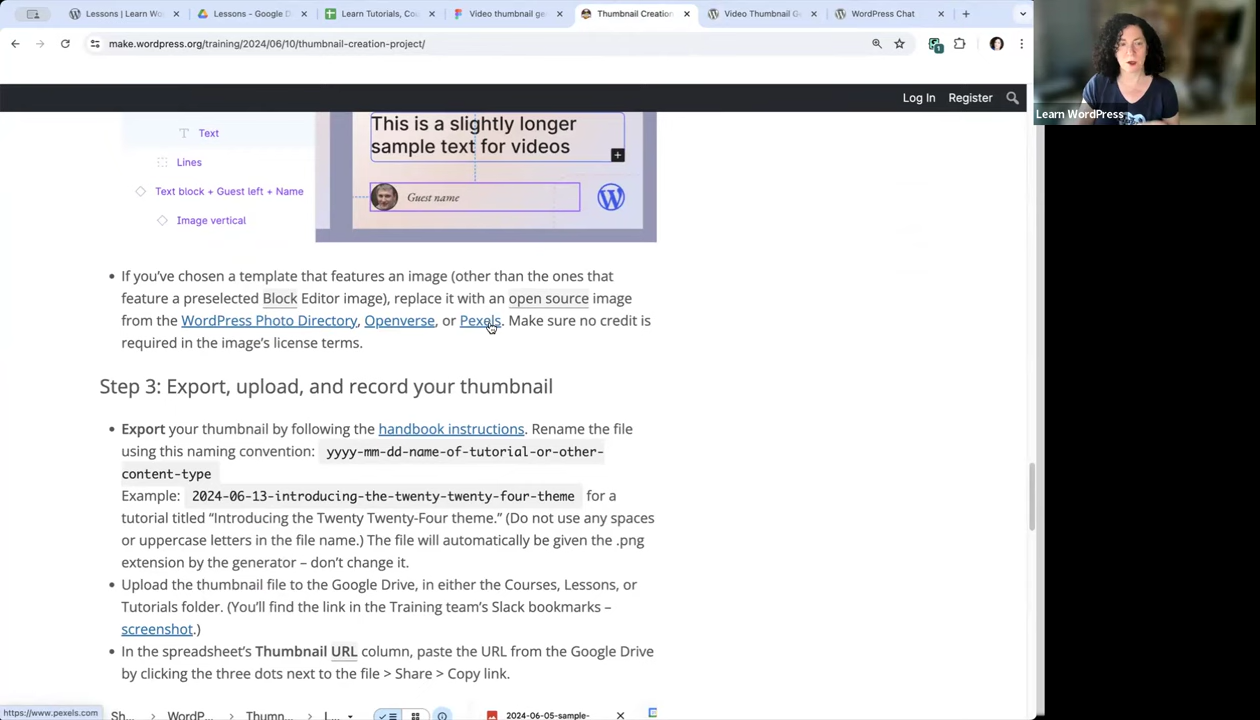 Lessons | Learn Wo
Lessons - Google D
Learn Tutorials, Co
Video thumbnail ge
Thumbnail Creation
Video Thumbnail G
WordPress Chat
make.wordpress.org/training/2024/06/10/thumbnail-creation-project/
1
Learn WordPress
Log In
Register
Text
Lines
Text block + Guest left + Name
Image vertical
This is a slightly longer
sample text for videos
Guest name
If you've chosen a template that features an image (other than the ones that
feature a preselected Block Editor image), replace it with an open source image
from the WordPress Photo Directory, Openverse, or Pexels. Make sure no credit is
required in the image's license terms.
Step 3: Export, upload, and record your thumbnail
Export your thumbnail by following the handbook instructions. Rename the file
using this naming convention: yyyy-mm-dd-name-of-tutorial-or-other-
content-type
Example: 2024-06-13-introducing-the-twenty-twenty-four-theme for a
tutorial titled “Introducing the Twenty Twenty-Four theme.” (Do not use any spaces
or uppercase letters in the file name.) The file will automatically be given the .png
extension by the generator – don't change it.
Upload the thumbnail file to the Google Drive, in either the Courses, Lessons, or
Tutorials folder. (You'll find the link in the Training team's Slack bookmarks –
screenshot.)
In the spreadsheet's Thumbnail URL column, paste the URL from the Google Drive
by clicking the three dots next to the file > Share > Copy link.
https://www.pexels.com
Sh... > WordP... > Thumn... > L...
2024-06-05-sample-